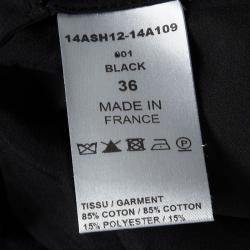 14ASH12-14A109
001
BLACK
36
MADE IN
FRANCE
P
TISSU / GARMENT
85% COTON / 85% COTTON
15% POLYESTER / 15%